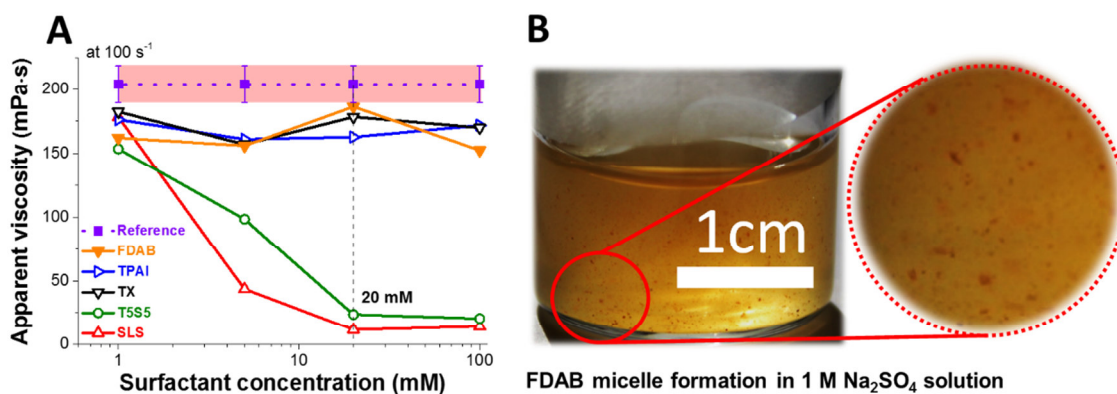 A
at 100 s⁻¹
Apparent viscosity (mPa·s)
200
150
100
50
0
Reference
FDAB
TPAI
TX
T5S5
SLS
20 mM
1
10
100
Surfactant concentration (mM)
B
1cm
FDAB micelle formation in 1 M Na₂SO₄ solution